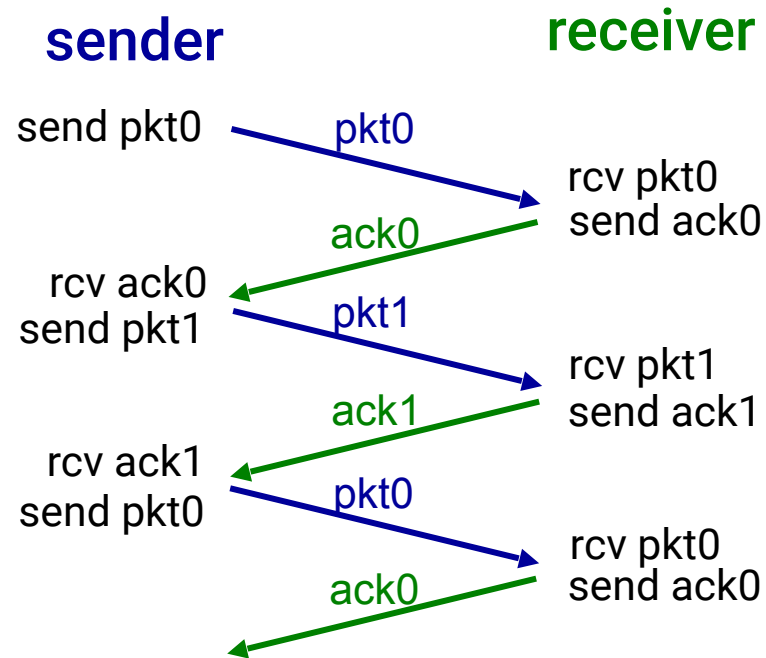 sender
receiver
send pkt0
pkt0
rcv pkt0
send ack0
ack0
rcv ack0
send pkt1
pkt1
rcv pkt1
send ack1
ack1
rcv ack1
send pkt0
pkt0
rcv pkt0
send ack0
ack0